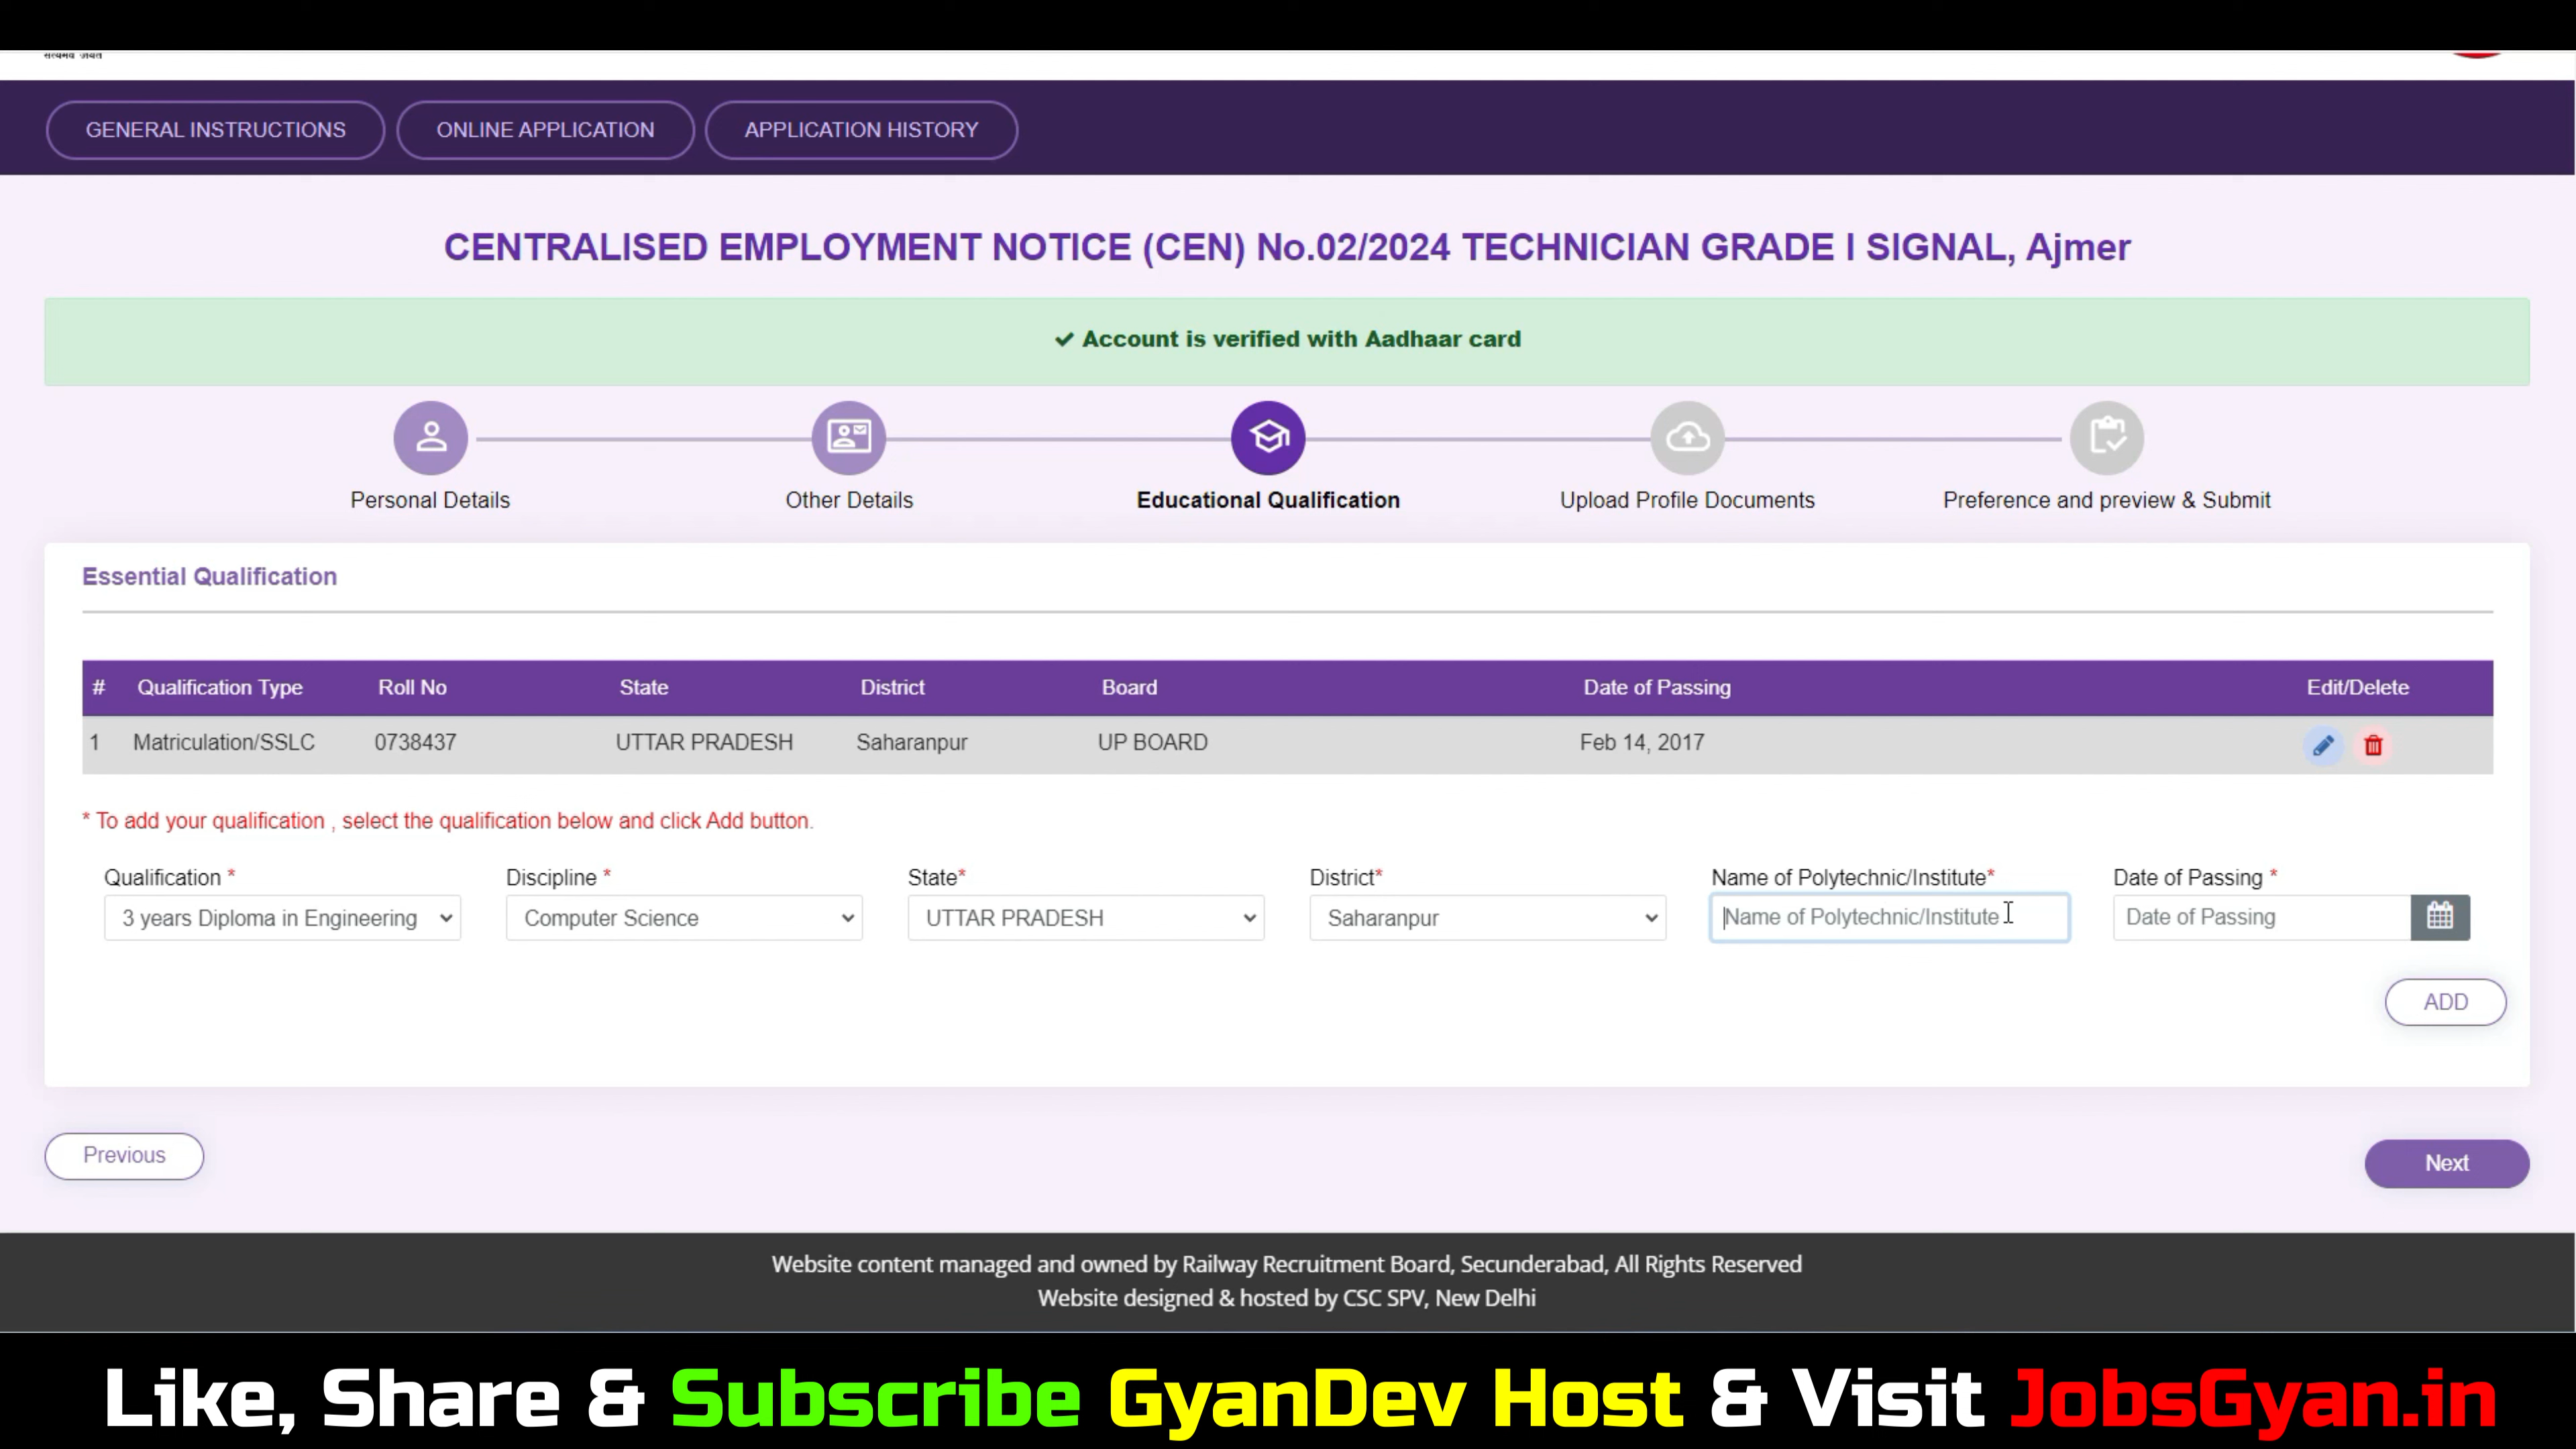 सत्यमेव जयते
GENERAL INSTRUCTIONS
ONLINE APPLICATION
APPLICATION HISTORY
CENTRALISED EMPLOYMENT NOTICE (CEN) No.02/2024 TECHNICIAN GRADE I SIGNAL, Ajmer
Account is verified with Aadhaar card
Personal Details
Other Details
Educational Qualification
Upload Profile Documents
Preference and preview & Submit
Essential Qualification
# Qualification Type Roll No State District Board Date of Passing Edit/Delete
1 Matriculation/SSLC 0738437 UTTAR PRADESH Saharanpur UP BOARD Feb 14, 2017
* To add your qualification , select the qualification below and click Add button.
Qualification * Discipline * State* District* Name of Polytechnic/Institute* Date of Passing *
3 years Diploma in Engineering Computer Science UTTAR PRADESH Saharanpur Name of Polytechnic/Institute Date of Passing
ADD
Previous
Next
Website content managed and owned by Railway Recruitment Board, Secunderabad, All Rights Reserved
Website designed & hosted by CSC SPV, New Delhi
Like, Share & Subscribe GyanDev Host & Visit JobsGyan.in